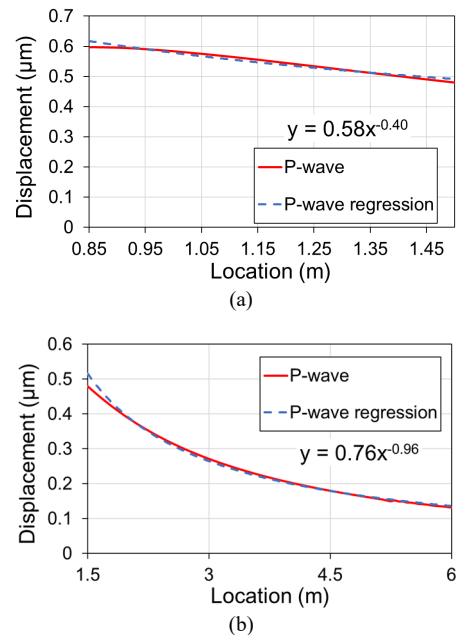 0.7
0.6
0.5
0.4
0.3
0.2
0.1
0
Displacement (μm)
y = 0.58x^-0.40
P-wave
P-wave regression
0.85 0.95 1.05 1.15 1.25 1.35 1.45
Location (m)
(a)
0.6
0.5
0.4
0.3
0.2
0.1
0
Displacement (μm)
P-wave
P-wave regression
y = 0.76x^-0.96
1.5 3 4.5 6
Location (m)
(b)